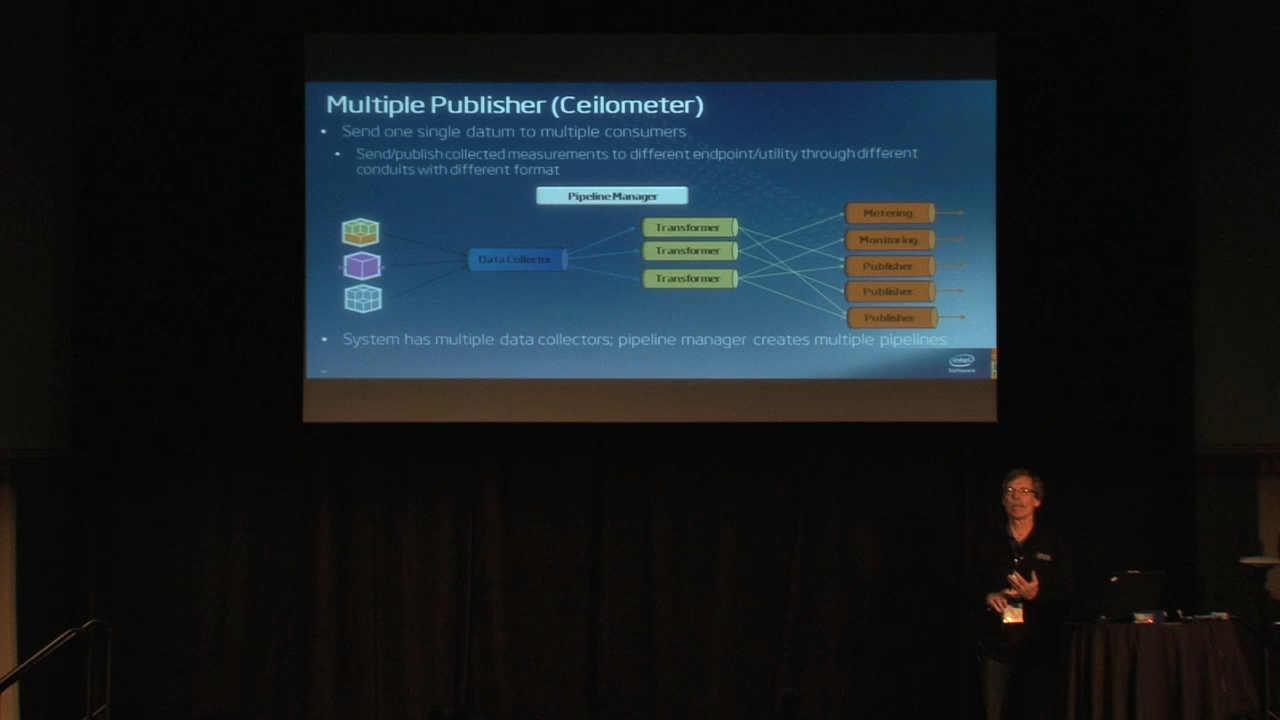 Multiple Publisher (Ceilometer)
• Send one single datum to multiple consumers
• Send/publish collected measurements to different endpoint/utility through different
conduits with different format
Pipeline Manager
Data Collector
Transformer
Transformer
Transformer
Metering
Monitoring
Publisher
Publisher
Publisher
• System has multiple data collectors; pipeline manager creates multiple pipelines
intel
Software